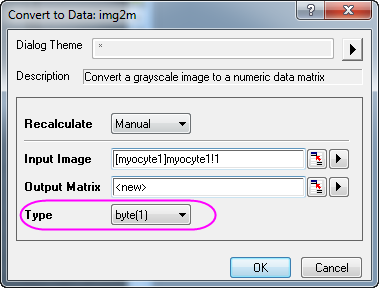 Convert to Data: img2m
Dialog Theme *
Description Convert a grayscale image to a numeric data matrix
Recalculate Manual
Input Image [myocyte1]myocyte1!1
Output Matrix <new>
Type byte(1)
OK Cancel